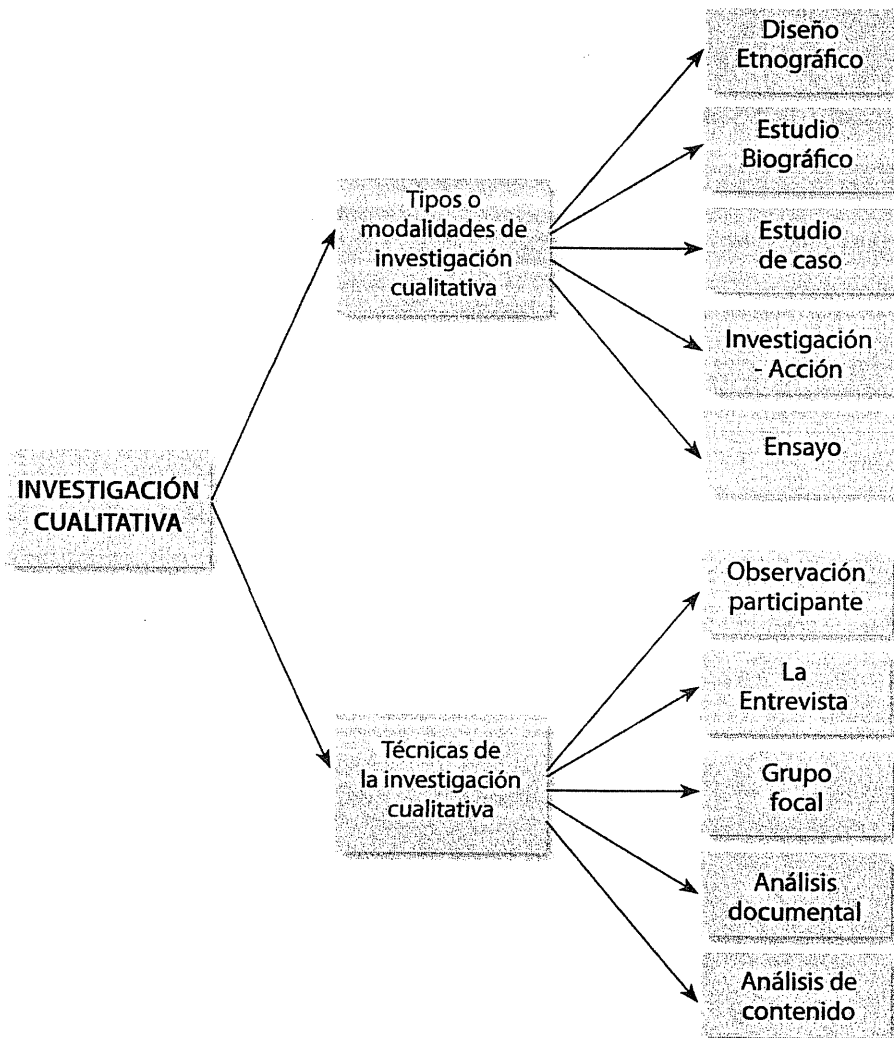 INVESTIGACIÓN
CUALITATIVA
Tipos o
modalidades de
investigación
cualitativa
Diseño
Etnográfico
Estudio
Biográfico
Estudio
de caso
Investigación
- Acción
Ensayo
Técnicas de
la investigación
cualitativa
Observación
participante
La
Entrevista
Grupo
focal
Análisis
documental
Análisis de
contenido